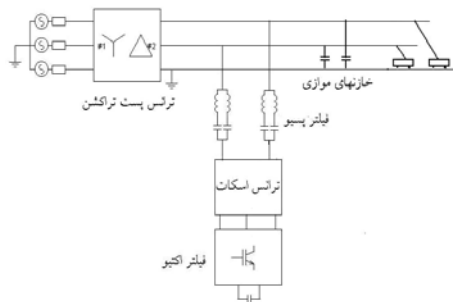 #1
#2
ترانس پست تراکشن
خازنهای موازی
فیلتر پسیو
ترانس اسکات
فیلتر اکتیو